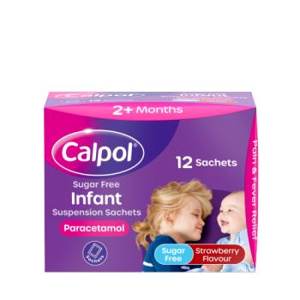 2+ Months
Calpol®
12 Sachets
Sugar Free
Infant
Suspension Sachets
Paracetamol
Sugar
Free
Strawberry
Flavour
Pain & Fever Relief